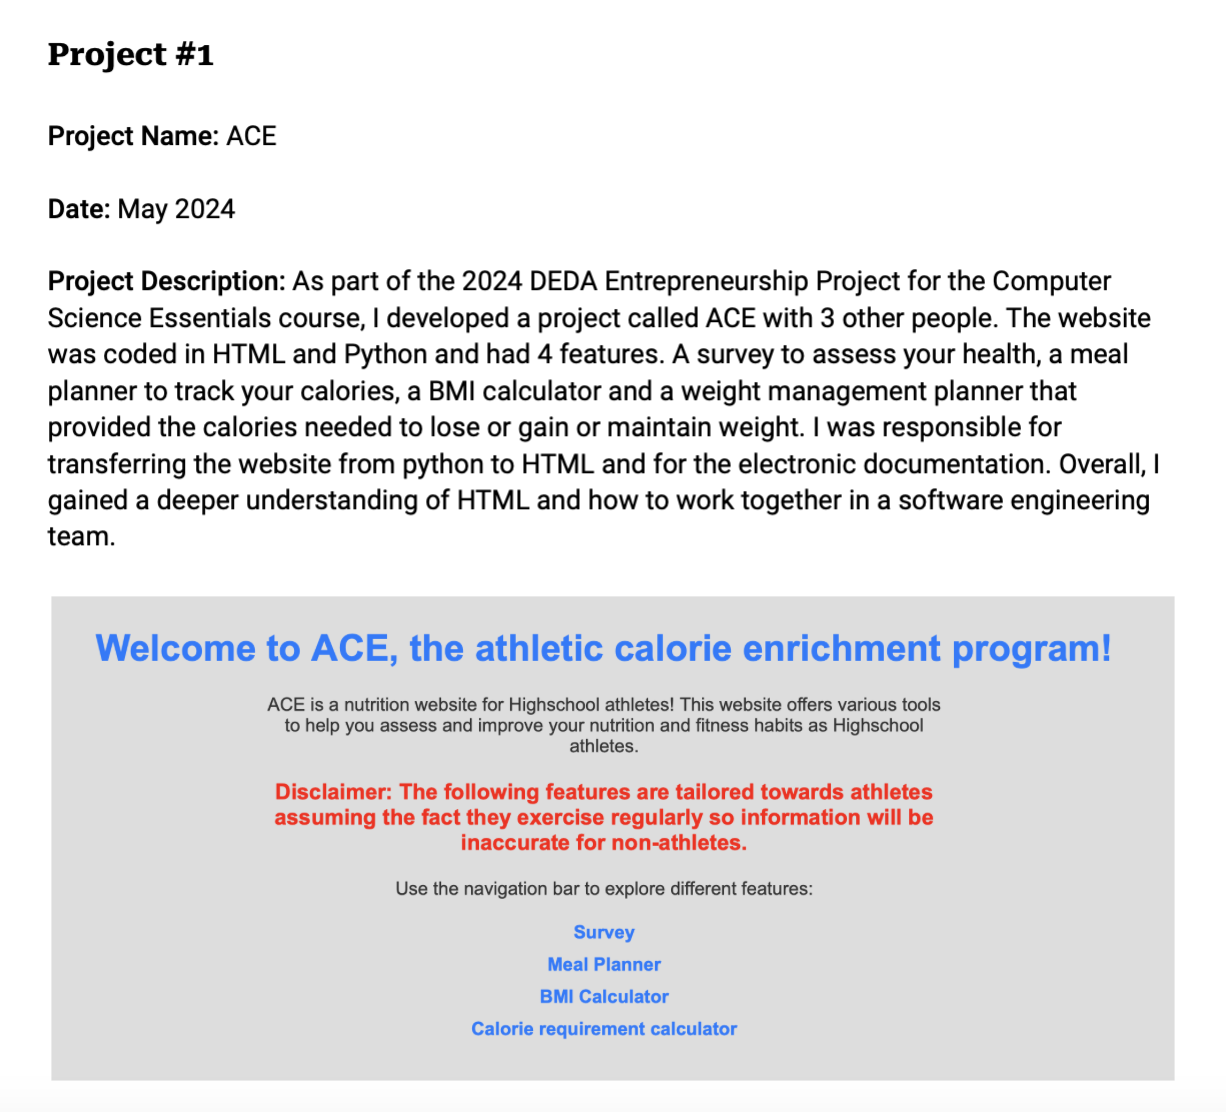 Project #1
Project Name: ACE
Date: May 2024
Project Description: As part of the 2024 DEDA Entrepreneurship Project for the Computer
Science Essentials course, I developed a project called ACE with 3 other people. The website
was coded in HTML and Python and had 4 features. A survey to assess your health, a meal
planner to track your calories, a BMI calculator and a weight management planner that
provided the calories needed to lose or gain or maintain weight. I was responsible for
transferring the website from python to HTML and for the electronic documentation. Overall, I
gained a deeper understanding of HTML and how to work together in a software engineering
team.
Welcome to ACE, the athletic calorie enrichment program!
ACE is a nutrition website for Highschool athletes! This website offers various tools
to help you assess and improve your nutrition and fitness habits as Highschool
athletes.
Disclaimer: The following features are tailored towards athletes
assuming the fact they exercise regularly so information will be
inaccurate for non-athletes.
Use the navigation bar to explore different features:
Survey
Meal Planner
BMI Calculator
Calorie requirement calculator